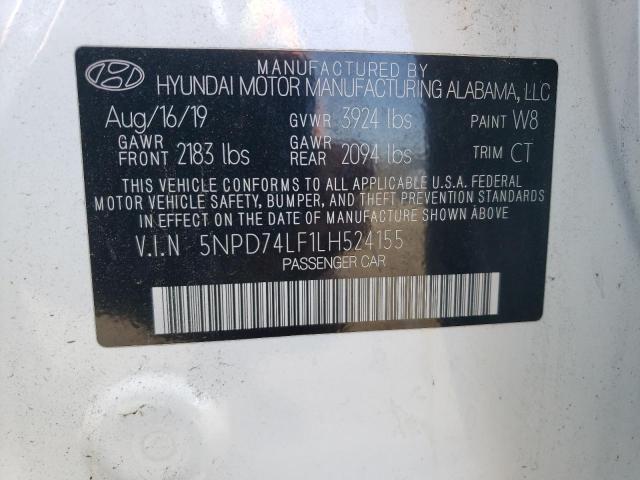 MANUFACTURED BY
HYUNDAI MOTOR MANUFACTURING ALABAMA, LLC
Aug/16/19 GVWR 3924 lbs PAINT W8
GAWR FRONT 2183 lbs GAWR REAR 2094 lbs TRIM CT
THIS VEHICLE CONFORMS TO ALL APPLICABLE U.S.A. FEDERAL
MOTOR VEHICLE SAFETY, BUMPER, AND THEFT PREVENTION STANDARDS
IN EFFECT ON THE DATE OF MANUFACTURE SHOWN ABOVE.
V.I.N 5NPD74LF1LH524155
PASSENGER CAR